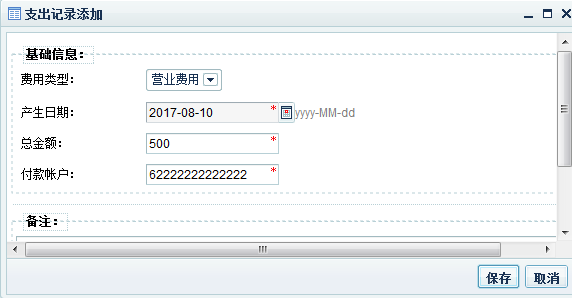 支出记录添加
基础信息：
费用类型： 营业费用
产生日期： 2017-08-10 * yyyy-MM-dd
总金额： 500 *
付款帐户： 62222222222222 *
备注：
保存 取消